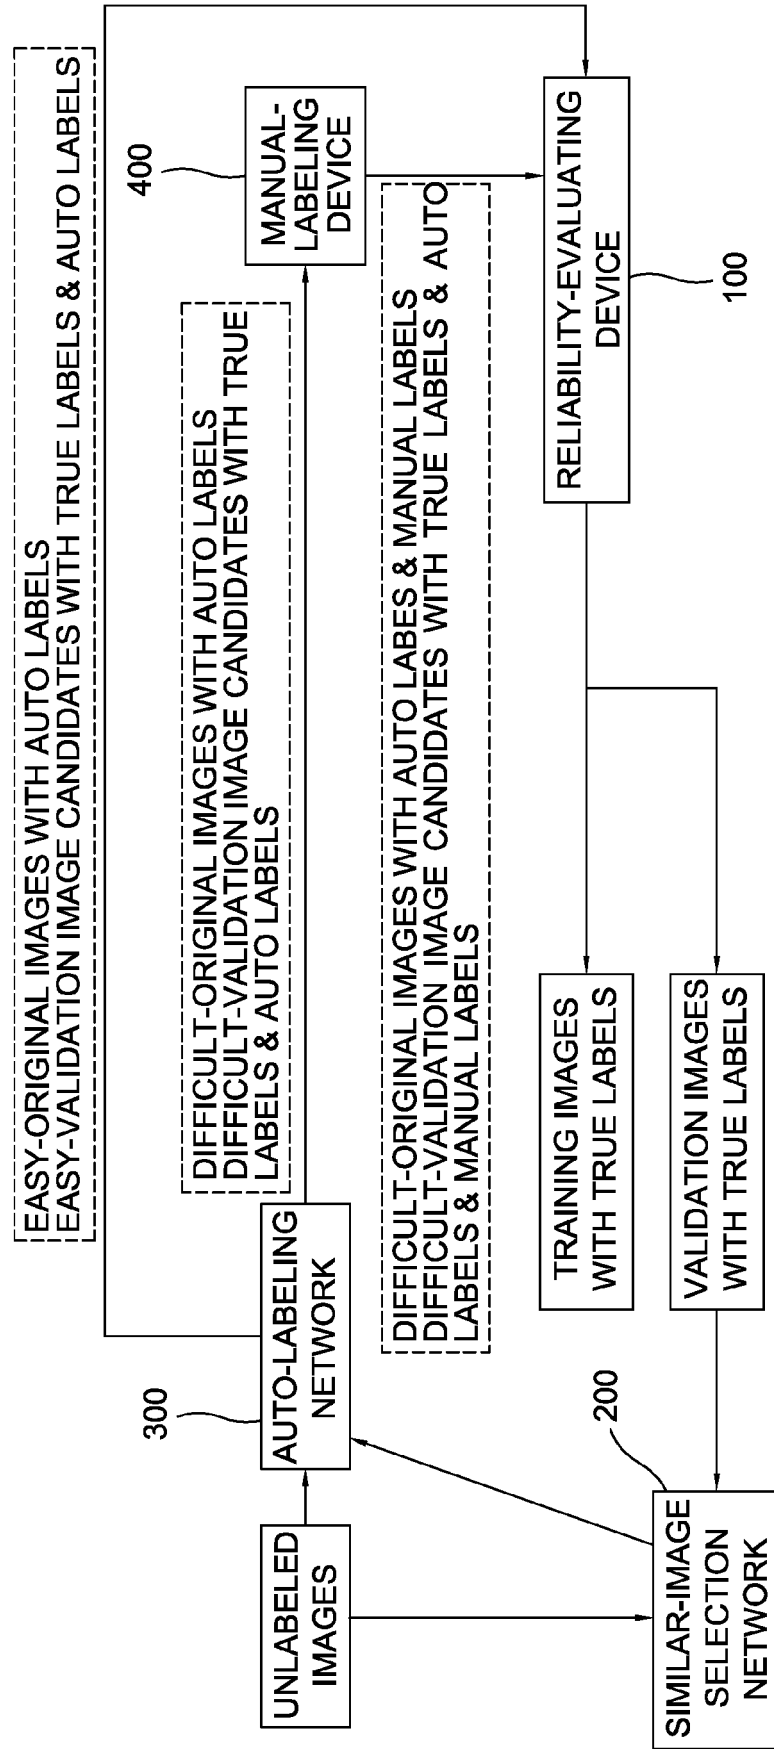 EASY-ORIGINAL IMAGES WITH AUTO LABELS
EASY-VALIDATION IMAGE CANDIDATES WITH TRUE LABELS & AUTO LABELS
UNLABELED
IMAGES
300
AUTO-LABELING
NETWORK
DIFFICULT-ORIGINAL IMAGES WITH AUTO LABELS
DIFFICULT-VALIDATION IMAGE CANDIDATES WITH TRUE
LABELS & AUTO LABELS
400
MANUAL-
LABELING
DEVICE
DIFFICULT-ORIGINAL IMAGES WITH AUTO LABES & MANUAL LABELS
DIFFICULT-VALIDATION IMAGE CANDIDATES WITH TRUE LABELS & AUTO
LABELS & MANUAL LABELS
200
SIMILAR-IMAGE
SELECTION
NETWORK
TRAINING IMAGES
WITH TRUE LABELS
VALIDATION IMAGES
WITH TRUE LABELS
RELIABILITY-EVALUATING
DEVICE
100